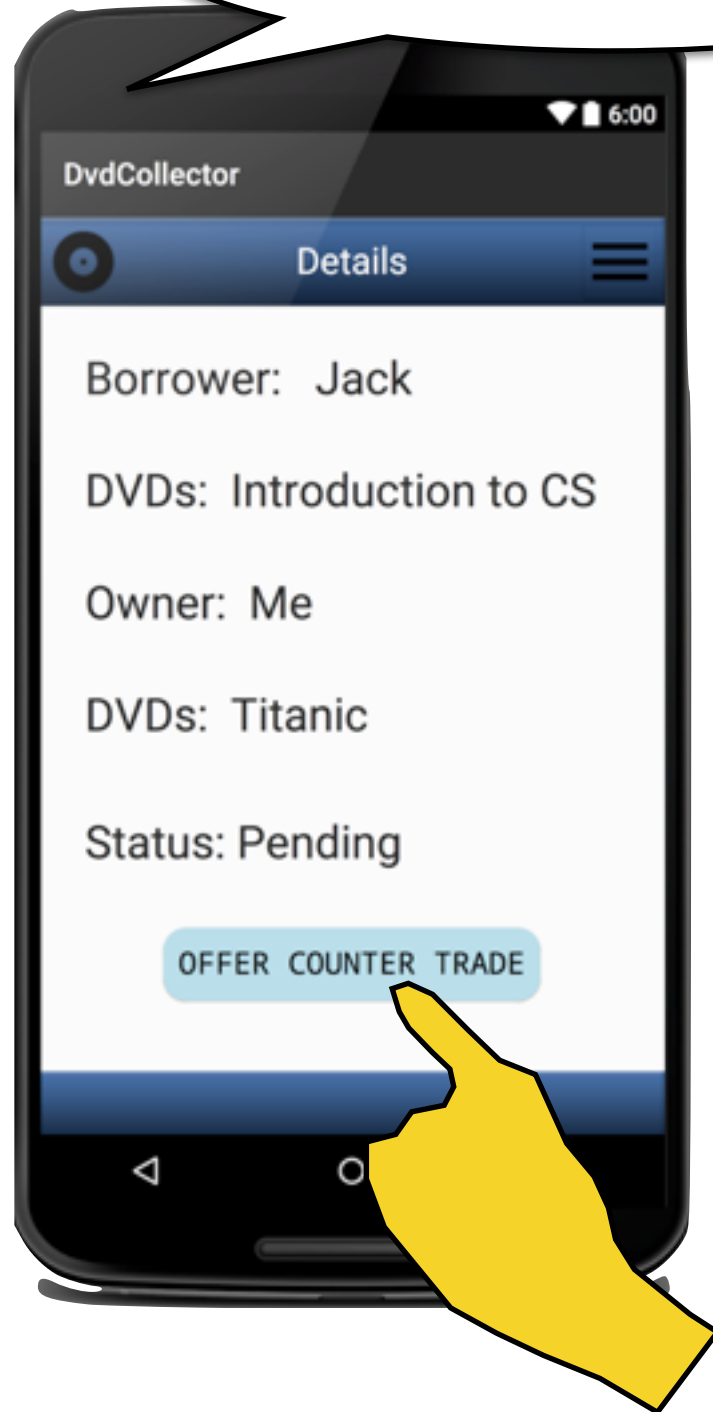 6:00
DvdCollector
Details
Borrower: Jack
DVDs: Introduction to CS
Owner: Me
DVDs: Titanic
Status: Pending
OFFER COUNTER TRADE